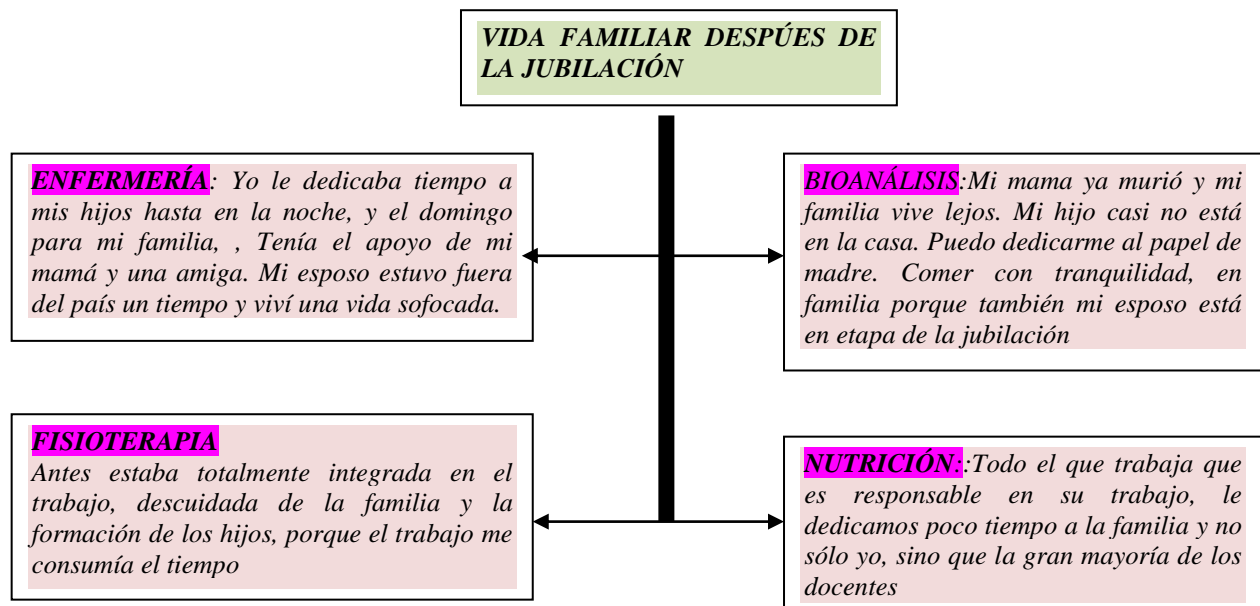 VIDA FAMILIAR DESPÚES DE
LA JUBILACIÓN
ENFERMERÍA: Yo le dedicaba tiempo a
mis hijos hasta en la noche, y el domingo
para mi familia, , Tenía el apoyo de mi
mamá y una amiga. Mi esposo estuvo fuera
del país un tiempo y viví una vida sofocada.
BIOANÁLISIS:Mi mama ya murió y mi
familia vive lejos. Mi hijo casi no está
en la casa. Puedo dedicarme al papel de
madre. Comer con tranquilidad, en
familia porque también mi esposo está
en etapa de la jubilación
FISIOTERAPIA
Antes estaba totalmente integrada en el
trabajo, descuidada de la familia y la
formación de los hijos, porque el trabajo me
consumía el tiempo
NUTRICIÓN::Todo el que trabaja que
es responsable en su trabajo, le
dedicamos poco tiempo a la familia y no
sólo yo, sino que la gran mayoría de los
docentes